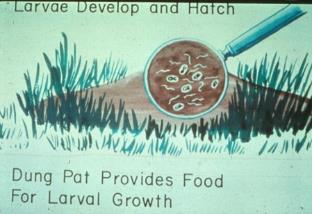 Larvae Develop and Hatch
Dung Pat Provides Food
For Larval Growth